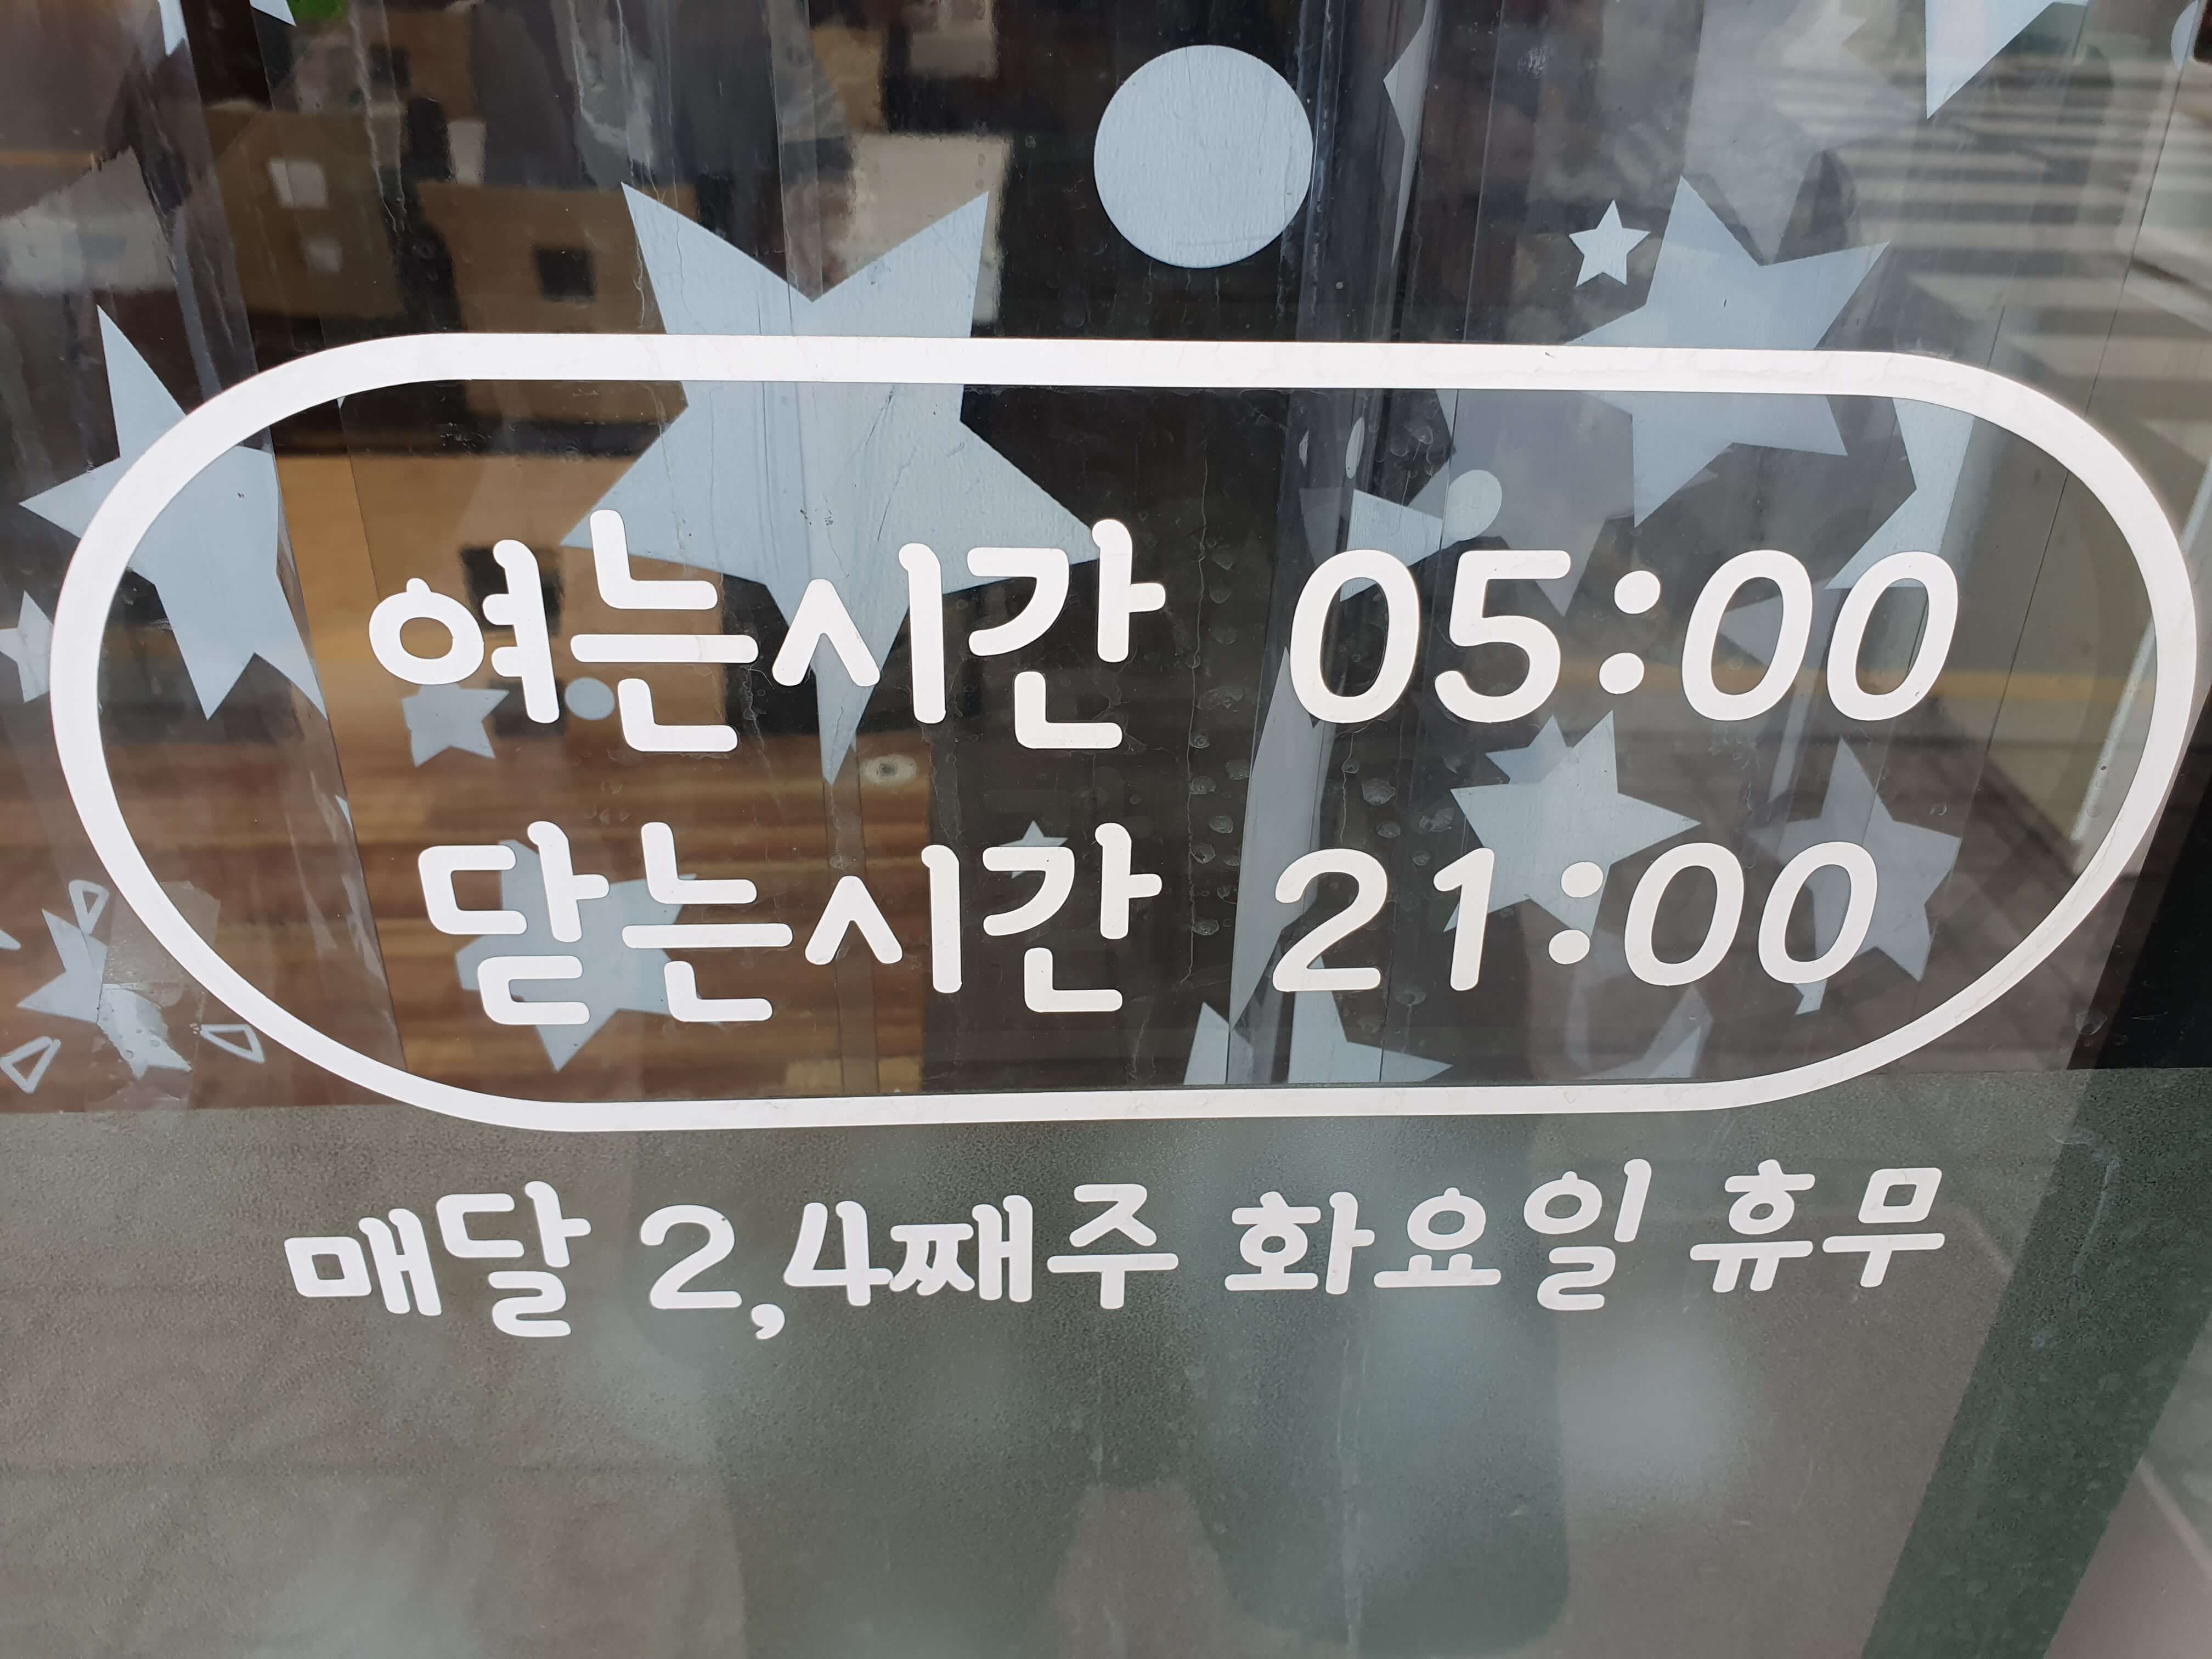 여는시간 05:00
닫는시간 21:00
매달 2,4째주 화요일 휴무